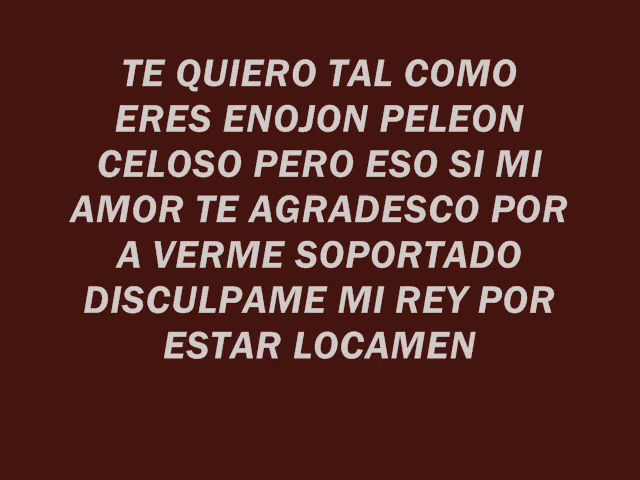 TE QUIERO TAL COMO
ERES ENOJON PELEON
CELOSO PERO ESO SI MI
AMOR TE AGRADESCO POR
A VERME SOPORTADO
DISCULPAME MI REY POR
ESTAR LOCAMEN